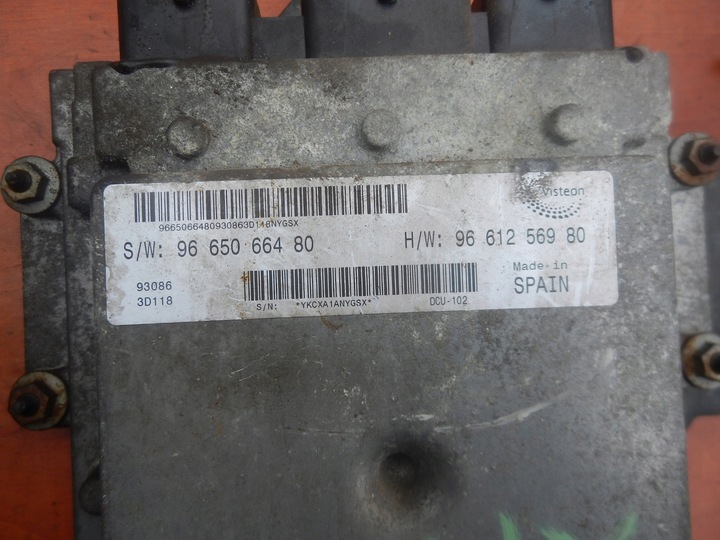 Visteon
9665066480930863D118NYGSX
S/W: 96 650 664 80 H/W: 96 612 569 80
93086
3D118
S/N: *YKCXA1ANYGSX* DCU-102
Made in
SPAIN